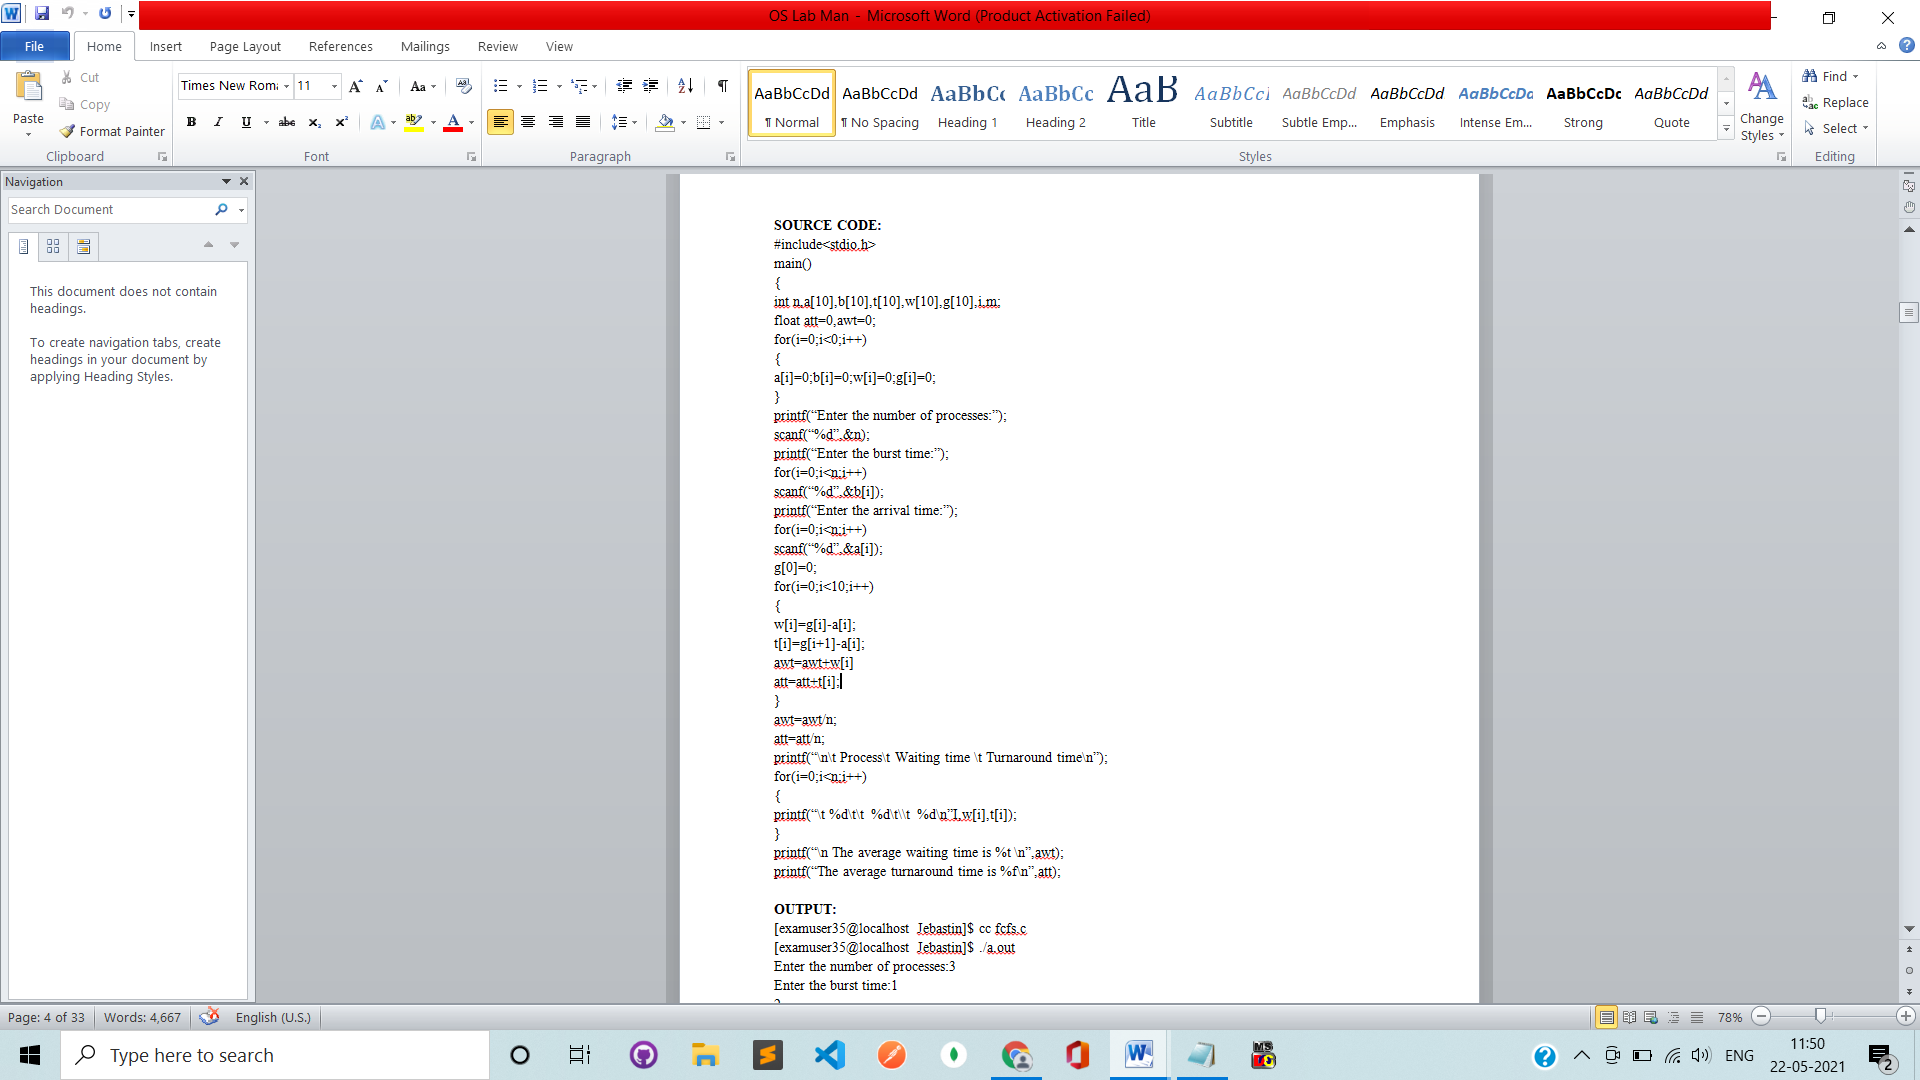 OS Lab Man - Microsoft Word (Product Activation Failed)
File Home Insert Page Layout References Mailings Review View
Paste
Cut
Copy
Format Painter
Clipboard
Times New Roma 11
Font
Paragraph
AaBbCcDd AaBbCcDd AaBbCc AaBbCc AaB AaBbCcI AaBbCcDd AaBbCcDd AaBbCcDd AaBbCcDc AaBbCcDd
¶ Normal ¶ No Spacing Heading 1 Heading 2 Title Subtitle Subtle Emp... Emphasis Intense Em... Strong Quote
Styles
Change
Styles
Find
Replace
Select
Editing
Navigation
Search Document
This document does not contain
headings.
To create navigation tabs, create
headings in your document by
applying Heading Styles.
SOURCE CODE:
#include<stdio.h>
main()
{
int n,a[10],b[10],t[10],w[10],g[10],i,m;
float att=0,awt=0;
for(i=0;i<0;i++)
{
a[i]=0;b[i]=0;w[i]=0;g[i]=0;
}
printf(“Enter the number of processes:”);
scanf(“%d”,&n);
printf(“Enter the burst time:”);
for(i=0;i<n;i++)
scanf(“%d”,&b[i]);
printf(“Enter the arrival time:”);
for(i=0;i<n;i++)
scanf(“%d”,&a[i]);
g[0]=0;
for(i=0;i<10;i++)
{
w[i]=g[i]-a[i];
t[i]=g[i+1]-a[i];
awt=awt+w[i]
att=att+t[i];
}
awt=awt/n;
att=att/n;
printf(“\n\t Process\t Waiting time \t Turnaround time\n”);
for(i=0;i<n;i++)
{
printf(“\t %d\t\t %d\t\\t %d\n”I,w[i],t[i]);
}
printf(“\n The average waiting time is %t \n”,awt);
printf(“The average turnaround time is %f\n”,att);
OUTPUT:
[examuser35@localhost Jebastin]$ cc fcfs.c
[examuser35@localhost Jebastin]$ ./a.out
Enter the number of processes:3
Enter the burst time:1
Page: 4 of 33 Words: 4,667 English (U.S.) 78%
Type here to search
ENG
11:50
22-05-2021
2